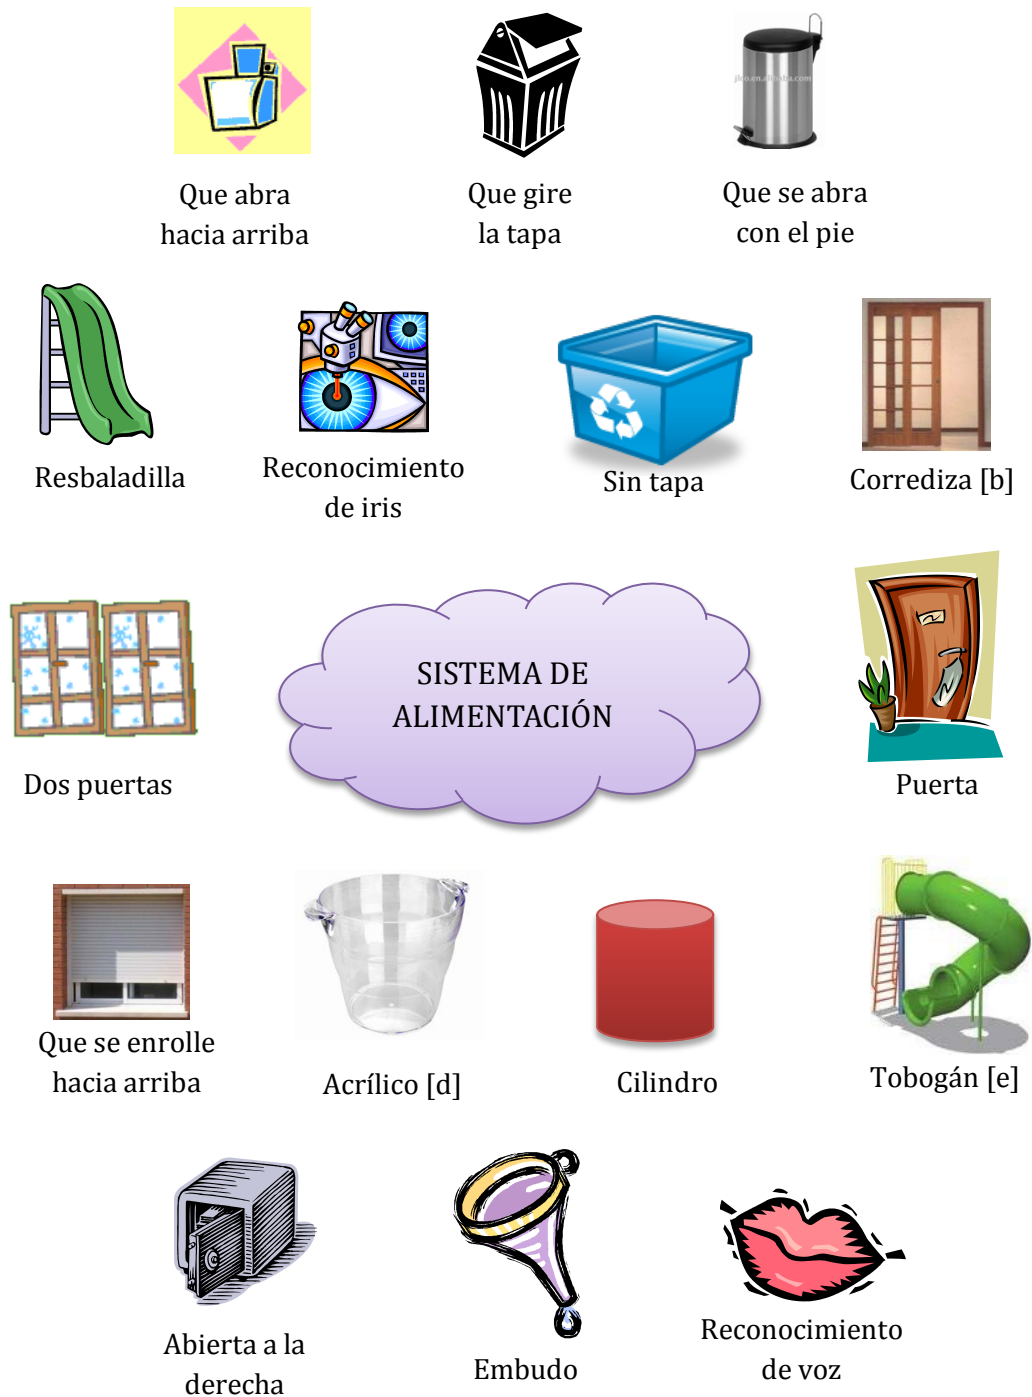 Que abra
hacia arriba
Que gire
la tapa
Que se abra
con el pie
Resbaladilla
Reconocimiento
de iris
Sin tapa
Corrediza [b]
SISTEMA DE
ALIMENTACIÓN
Dos puertas
Puerta
Que se enrolle
hacia arriba
Acrílico [d]
Cilindro
Tobogán [e]
Abierta a la
derecha
Embudo
Reconocimiento
de voz